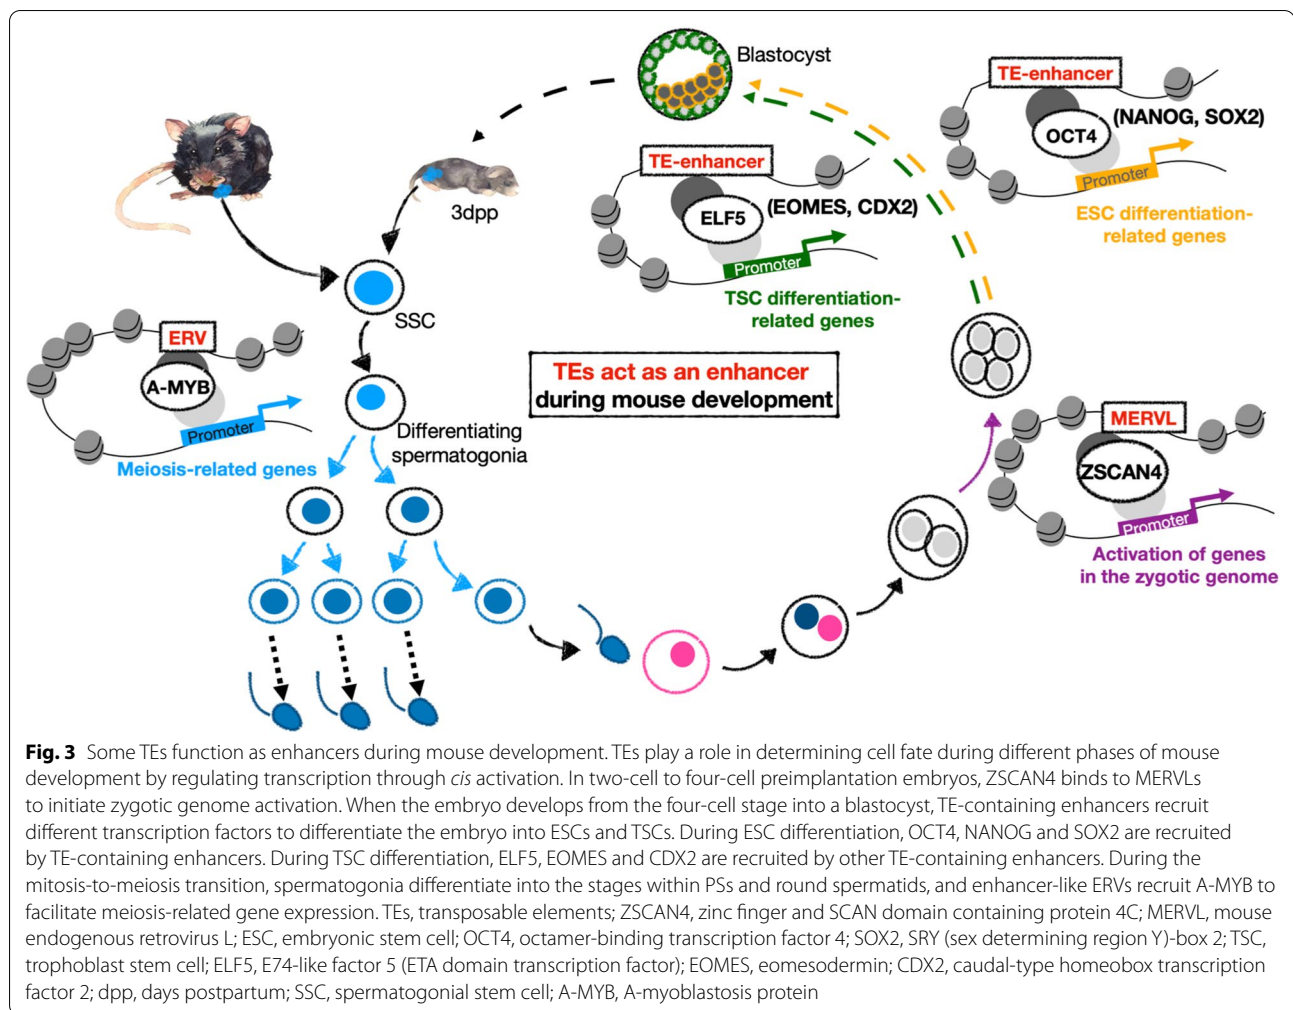 Blastocyst
TE-enhancer
OCT4
(NANOG, SOX2)
Promoter
ESC differentiation-
related genes
TE-enhancer
ELF5
(EOMES, CDX2)
Promoter
TSC differentiation-
related genes
3dpp
SSC
ERV
A-MYB
Promoter
Meiosis-related genes
Differentiating
spermatogonia
TEs act as an enhancer
during mouse development
MERVL
ZSCAN4
Promoter
Activation of genes
in the zygotic genome
Fig. 3 Some TEs function as enhancers during mouse development. TEs play a role in determining cell fate during different phases of mouse
development by regulating transcription through cis activation. In two-cell to four-cell preimplantation embryos, ZSCAN4 binds to MERVLs
to initiate zygotic genome activation. When the embryo develops from the four-cell stage into a blastocyst, TE-containing enhancers recruit
different transcription factors to differentiate the embryo into ESCs and TSCs. During ESC differentiation, OCT4, NANOG and SOX2 are recruited
by TE-containing enhancers. During TSC differentiation, ELF5, EOMES and CDX2 are recruited by other TE-containing enhancers. During the
mitosis-to-meiosis transition, spermatogonia differentiate into the stages within PSs and round spermatids, and enhancer-like ERVs recruit A-MYB to
facilitate meiosis-related gene expression. TEs, transposable elements; ZSCAN4, zinc finger and SCAN domain containing protein 4C; MERVL, mouse
endogenous retrovirus L; ESC, embryonic stem cell; OCT4, octamer-binding transcription factor 4; SOX2, SRY (sex determining region Y)-box 2; TSC,
trophoblast stem cell; ELF5, E74-like factor 5 (ETA domain transcription factor); EOMES, eomesodermin; CDX2, caudal-type homeobox transcription
factor 2; dpp, days postpartum; SSC, spermatogonial stem cell; A-MYB, A-myoblastosis protein